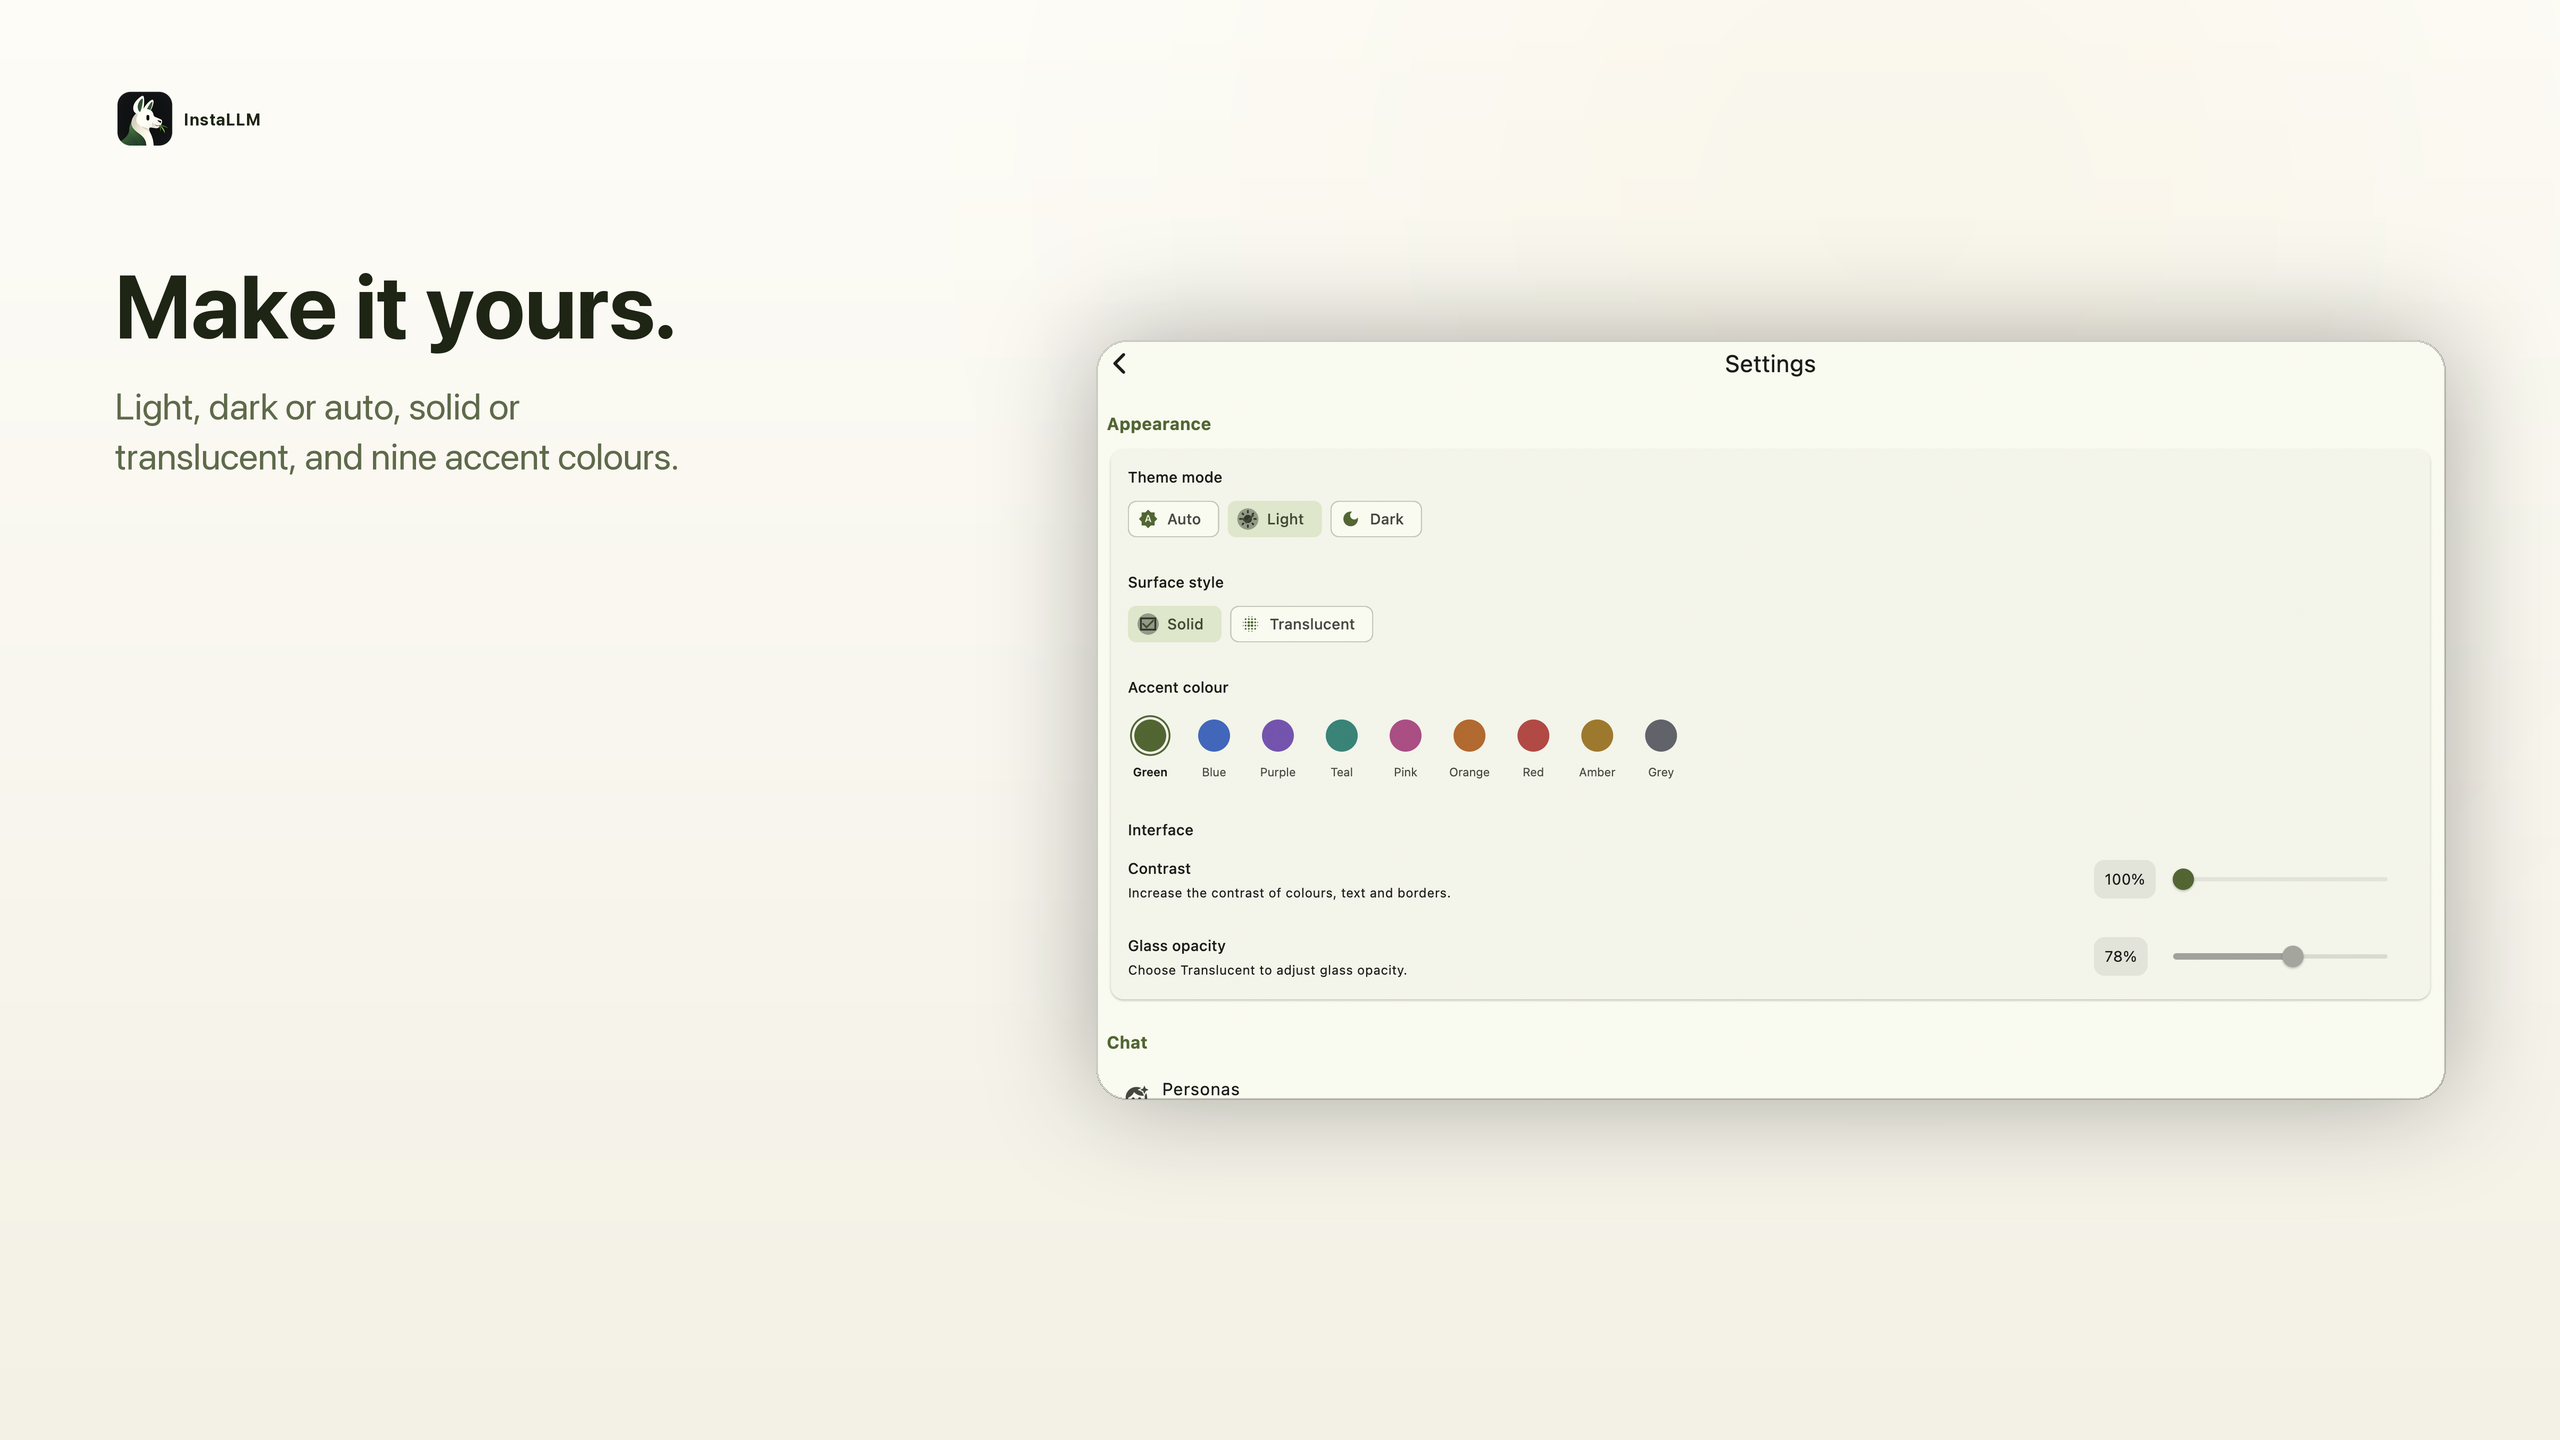 InstaLLM
Make it yours.
Light, dark or auto, solid or
translucent, and nine accent colours.
Settings
Appearance
Theme mode
Auto
Light
Dark
Surface style
Solid
Translucent
Accent colour
Green
Blue
Purple
Teal
Pink
Orange
Red
Amber
Grey
Interface
Contrast
Increase the contrast of colours, text and borders.
100%
Glass opacity
Choose Translucent to adjust glass opacity.
78%
Chat
Personas